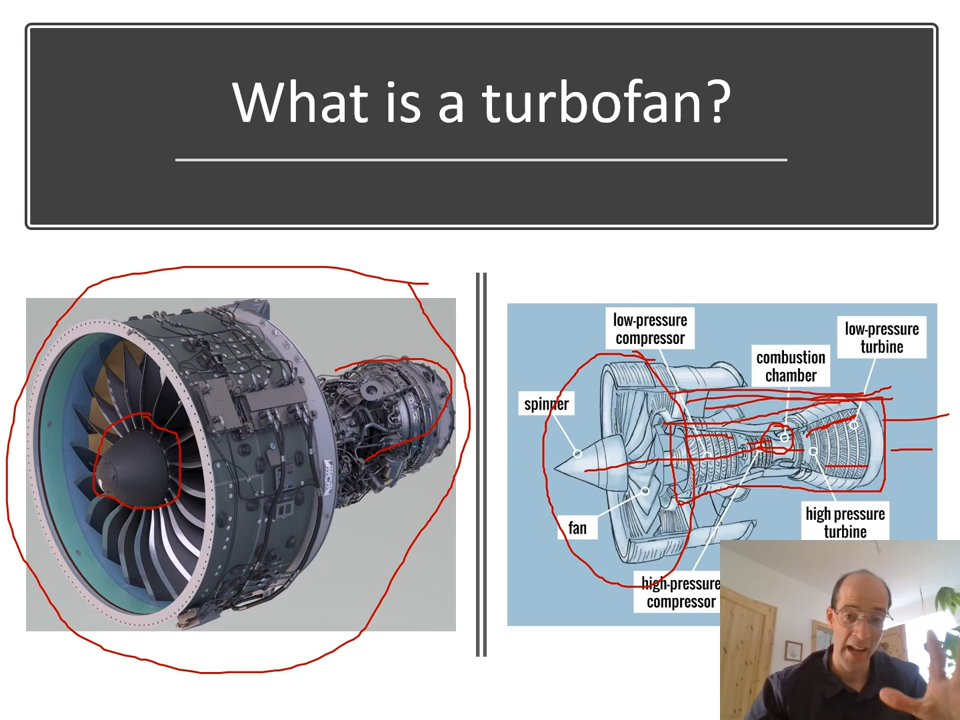 What is a turbofan?
low-pressure
compressor
low-pressure
turbine
combustion
chamber
spinner
fan
high pressure
turbine
high-pressure
compressor